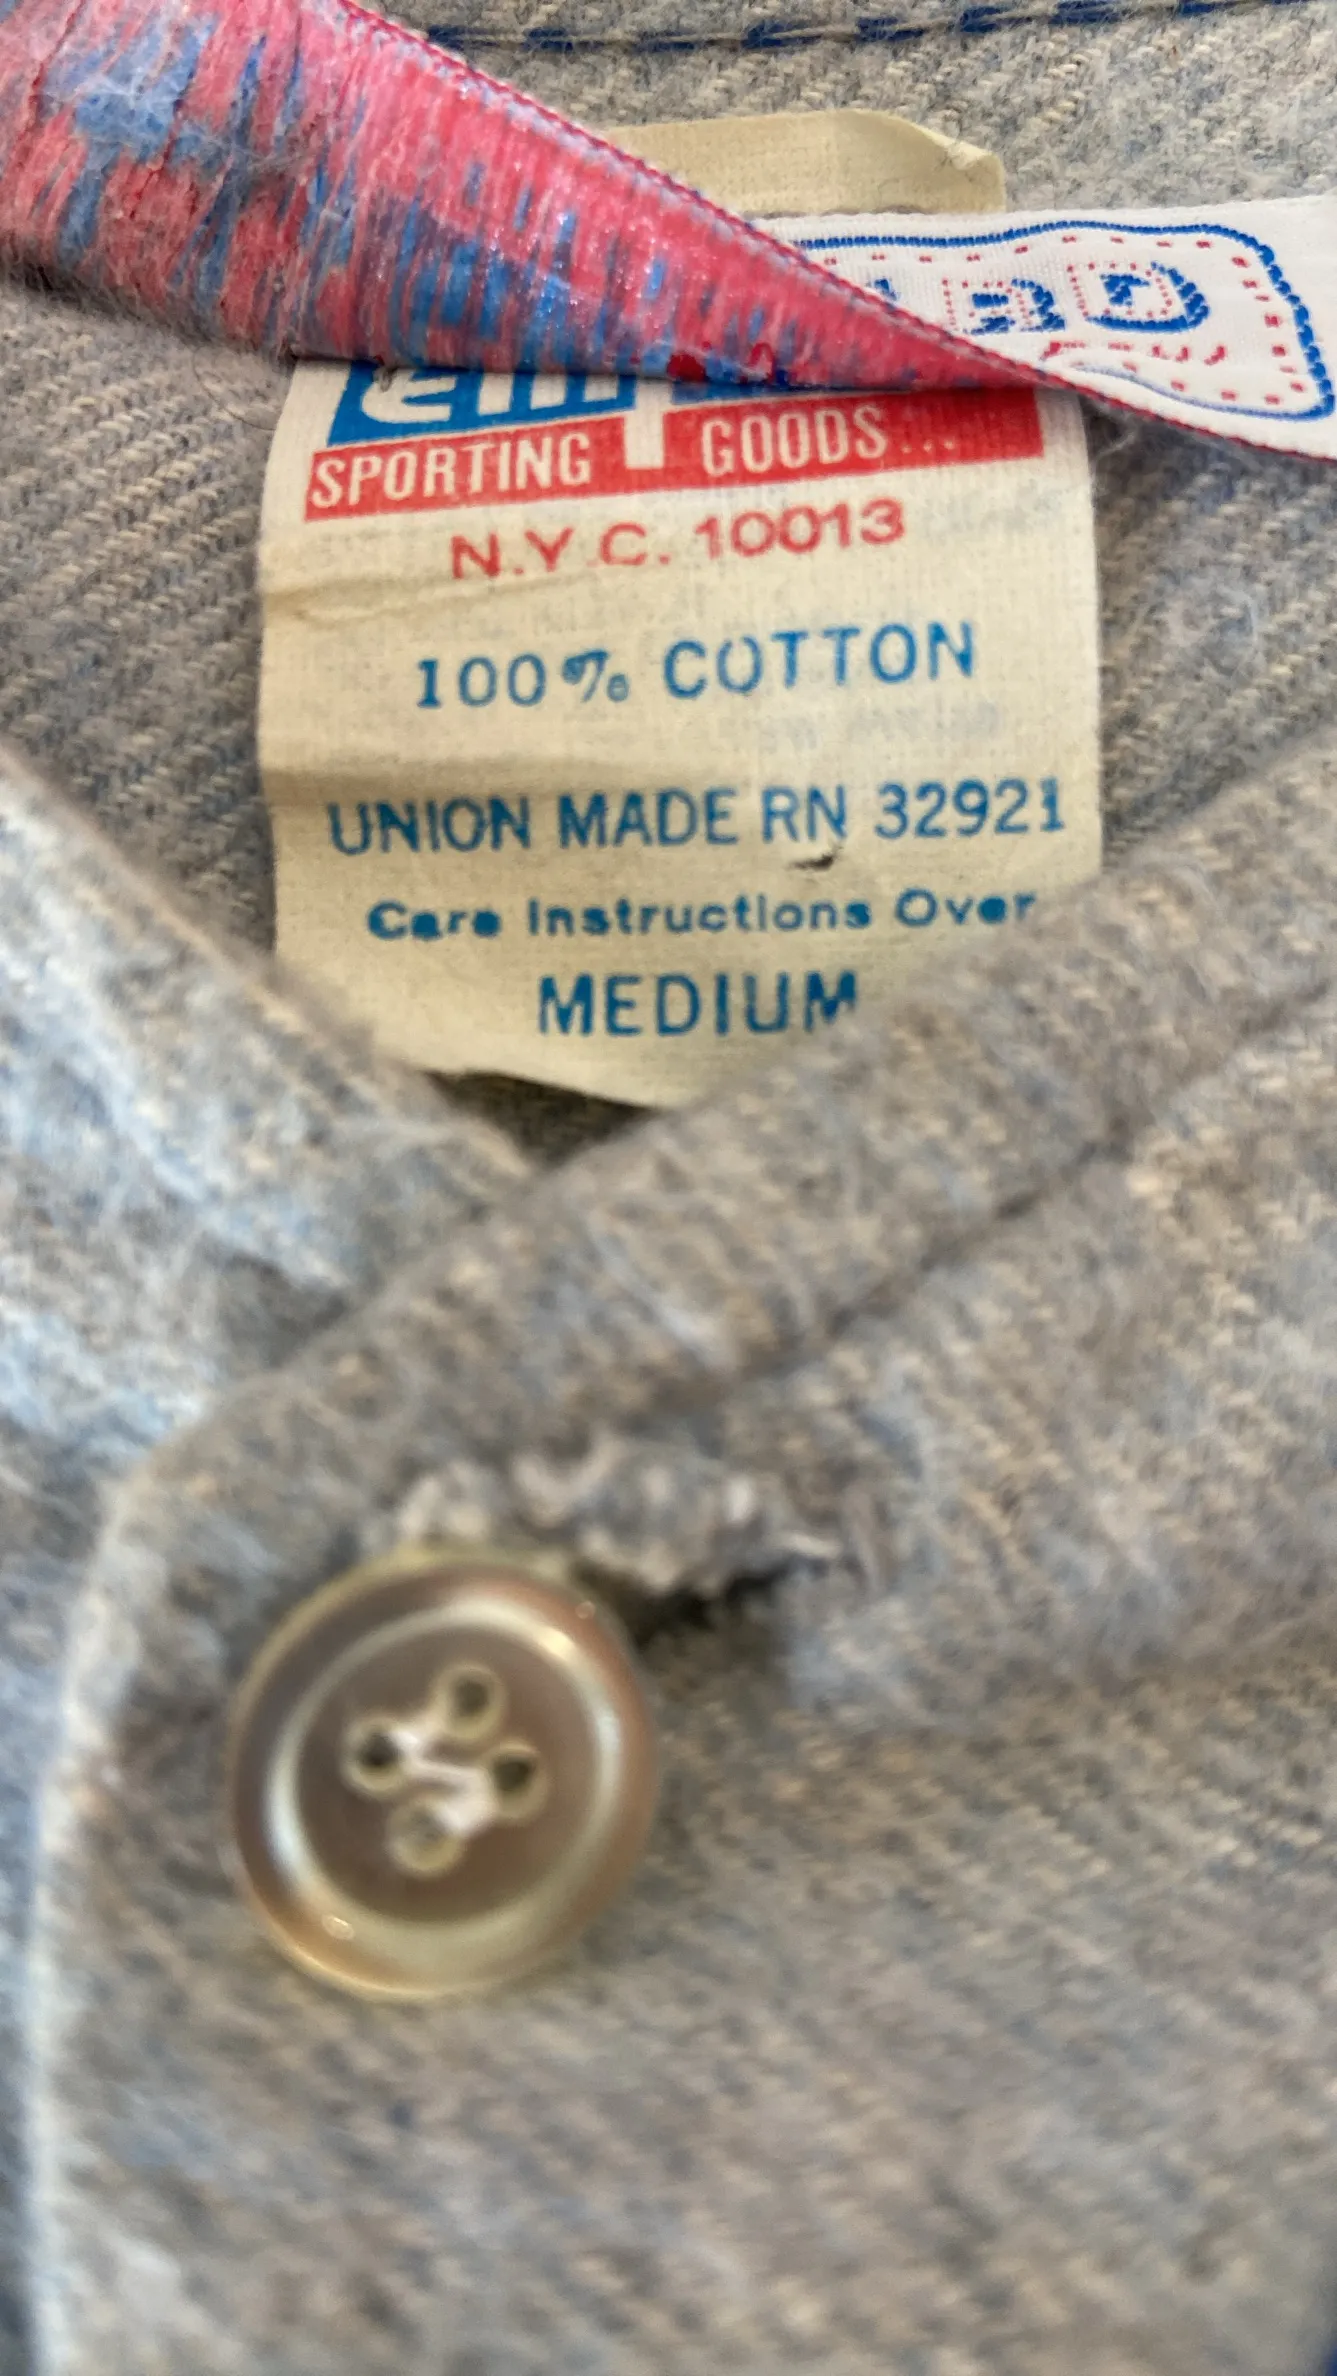 SPORTING GOODS...
N.Y.C. 10013
100% COTTON
UNION MADE RN 32921
Care Instructions Over
MEDIUM